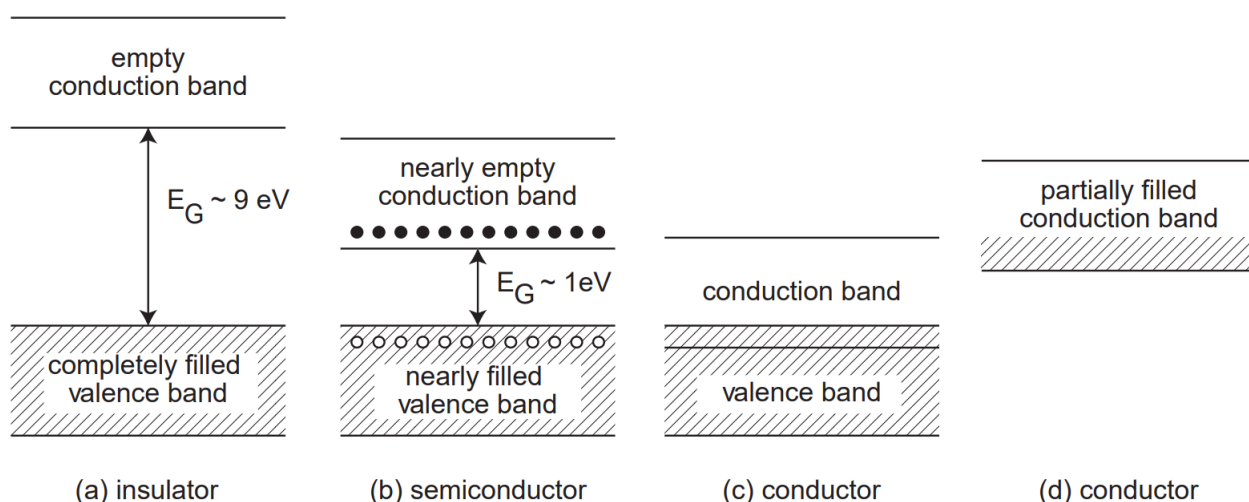 empty
conduction band
E_G ~ 9 eV
completely filled
valence band
(a) insulator
nearly empty
conduction band
E_G ~ 1eV
nearly filled
valence band
(b) semiconductor
conduction band
valence band
(c) conductor
partially filled
conduction band
(d) conductor